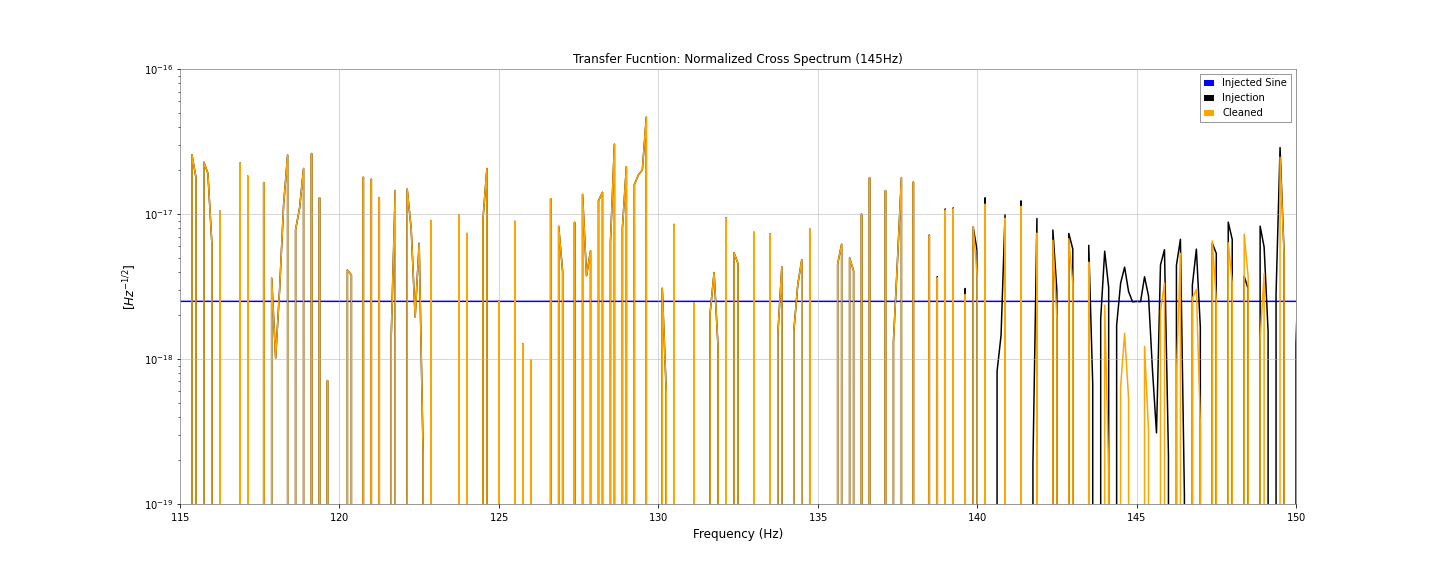 Transfer Fucntion: Normalized Cross Spectrum (145Hz)
Injected Sine
Injection
Cleaned
10⁻¹⁶
10⁻¹⁷
10⁻¹⁸
10⁻¹⁹
[Hz⁻¹/²]
115 120 125 130 135 140 145 150
Frequency (Hz)